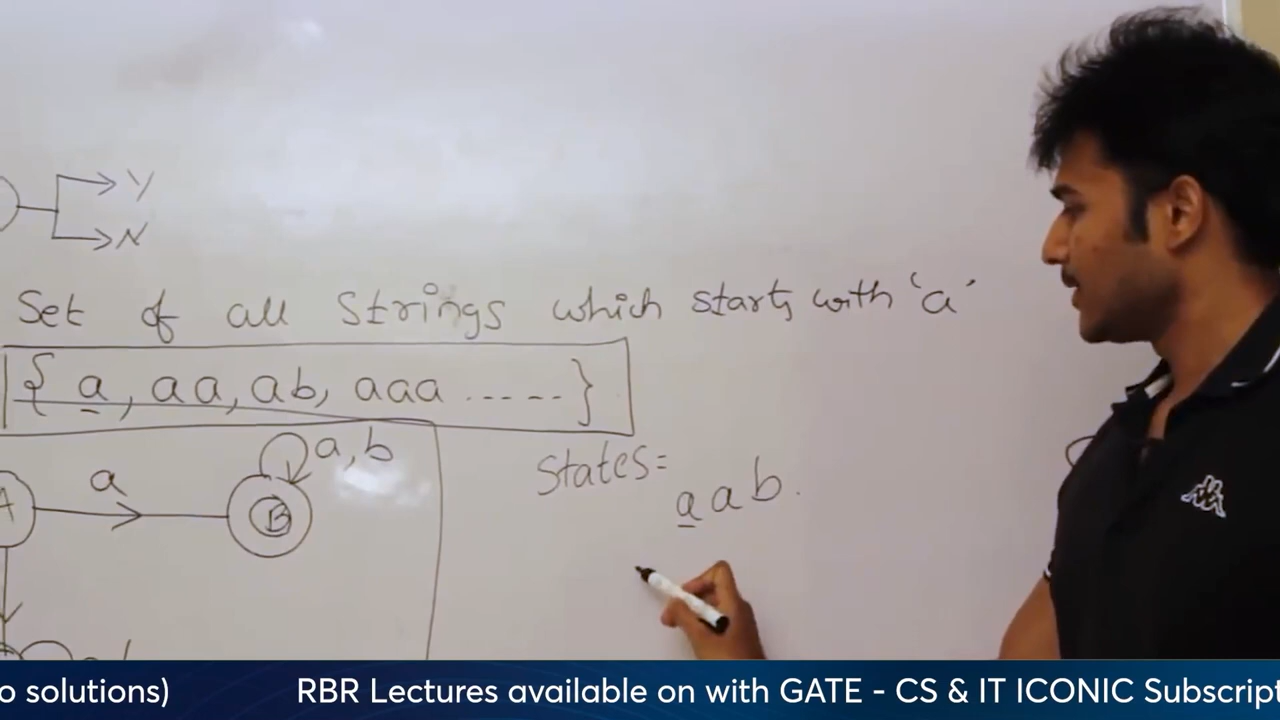 Y
N
Set of all Strings which starts with 'a'
{ a, aa, ab, aaa ...... }
a,b
a
States=
A
B
aab.
o solutions) RBR Lectures available on with GATE - CS & IT ICONIC Subscript